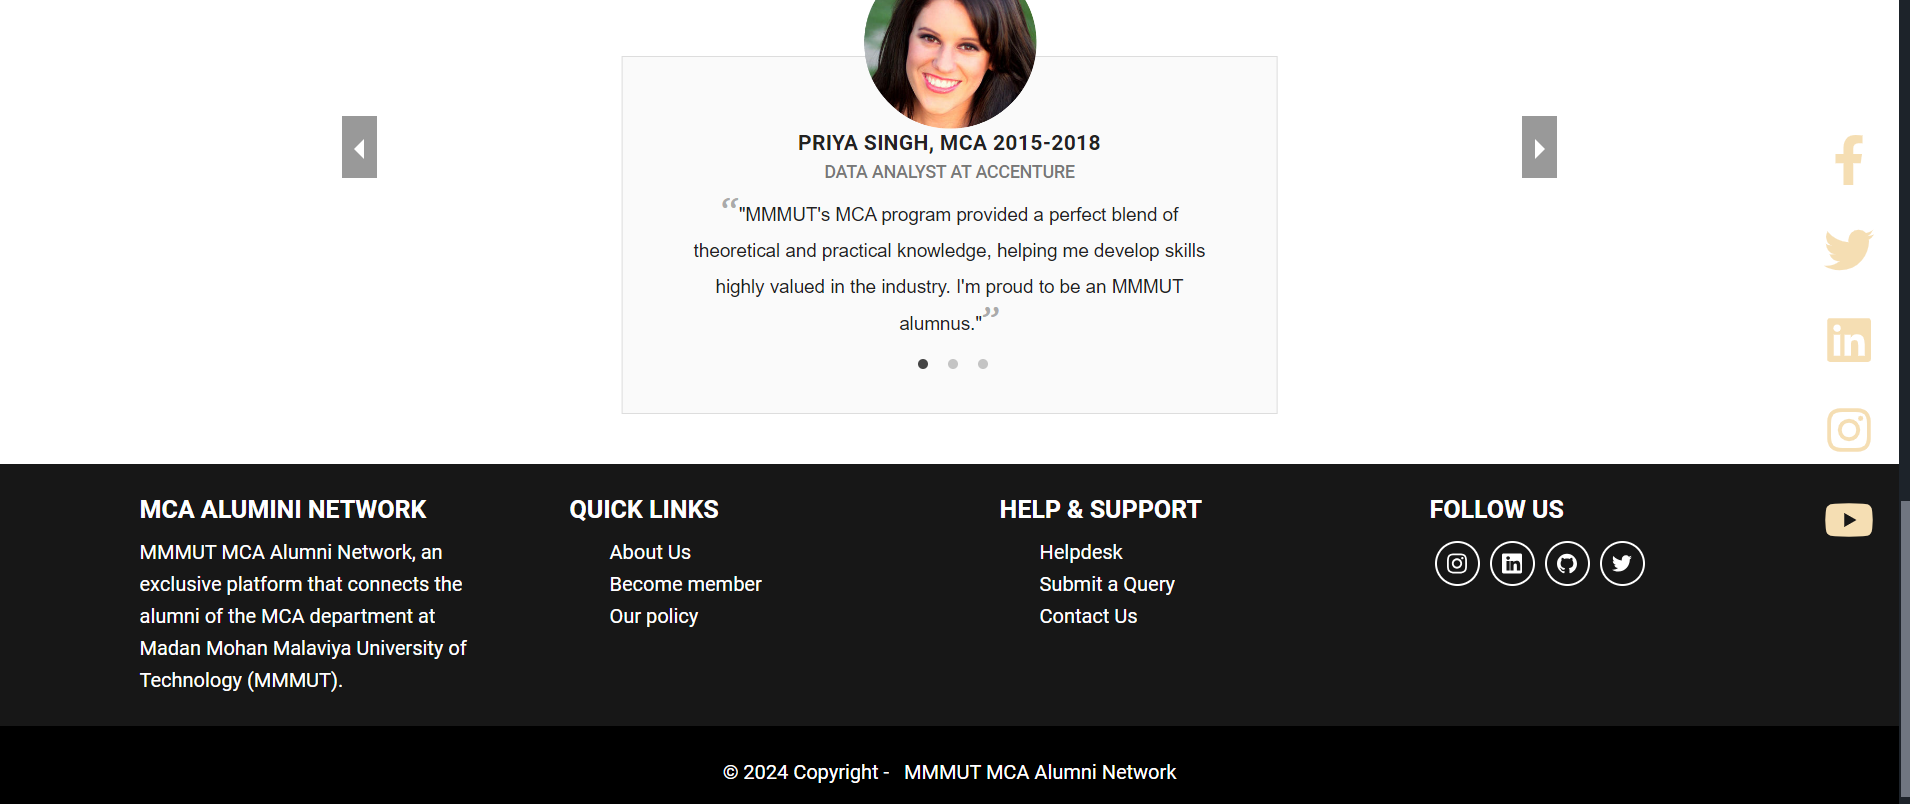 PRIYA SINGH, MCA 2015-2018
DATA ANALYST AT ACCENTURE
“"MMMUT's MCA program provided a perfect blend of
theoretical and practical knowledge, helping me develop skills
highly valued in the industry. I'm proud to be an MMMUT
alumnus."”
MCA ALUMINI NETWORK
MMMUT MCA Alumni Network, an
exclusive platform that connects the
alumni of the MCA department at
Madan Mohan Malaviya University of
Technology (MMMUT).
QUICK LINKS
About Us
Become member
Our policy
HELP & SUPPORT
Helpdesk
Submit a Query
Contact Us
FOLLOW US
© 2024 Copyright - MMMUT MCA Alumni Network